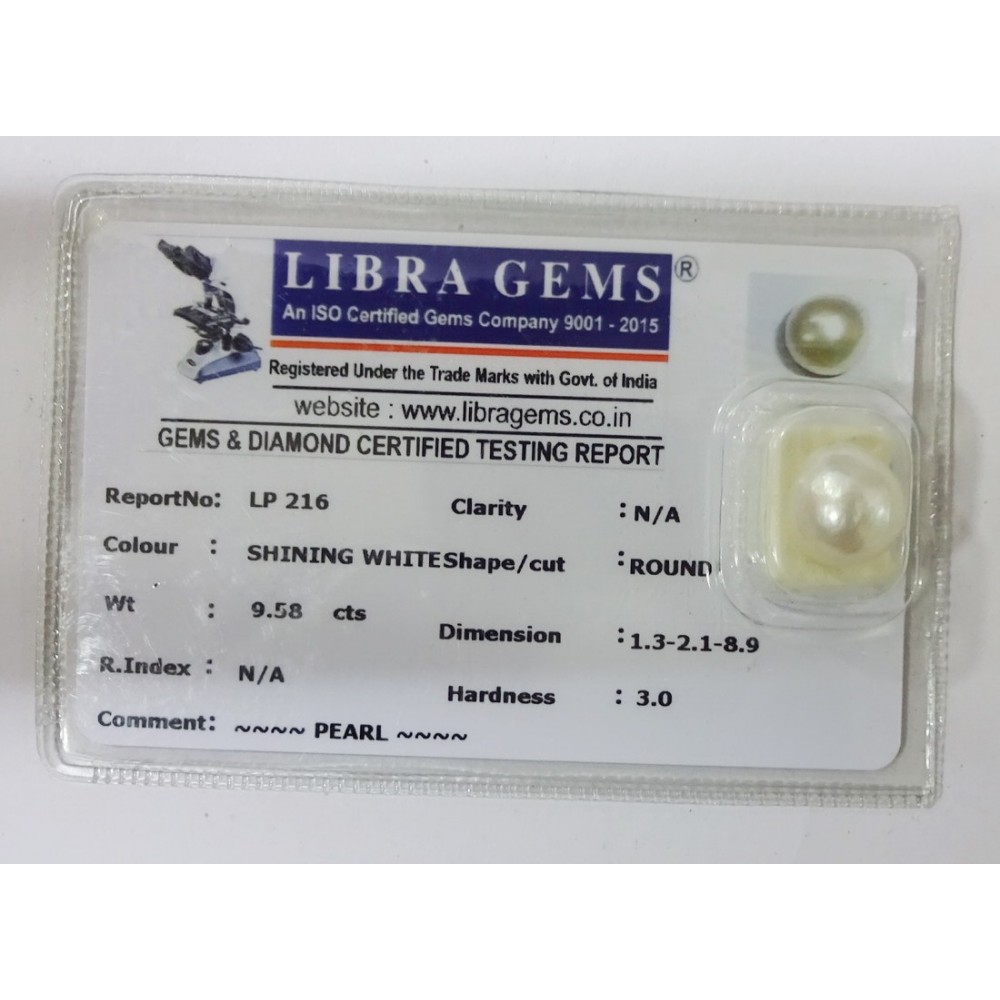 LIBRA GEMS ®
An ISO Certified Gems Company 9001 - 2015
Registered Under the Trade Marks with Govt. of India
website : www.libragems.co.in
GEMS & DIAMOND CERTIFIED TESTING REPORT
ReportNo: LP 216 Clarity : N/A
Colour : SHINING WHITE Shape/cut : ROUND
Wt : 9.58 cts Dimension : 1.3-2.1-8.9
R.Index : N/A Hardness : 3.0
Comment: ~~~~ PEARL ~~~~